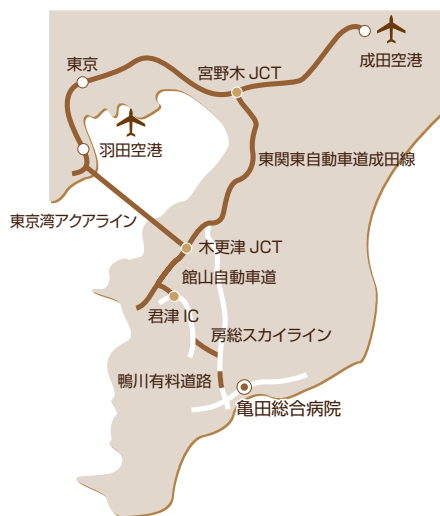 成田空港
東京
宮野木 JCT
羽田空港
東関東自動車道成田線
東京湾アクアライン
木更津 JCT
館山自動車道
君津 IC
房総スカイライン
鴨川有料道路
亀田総合病院